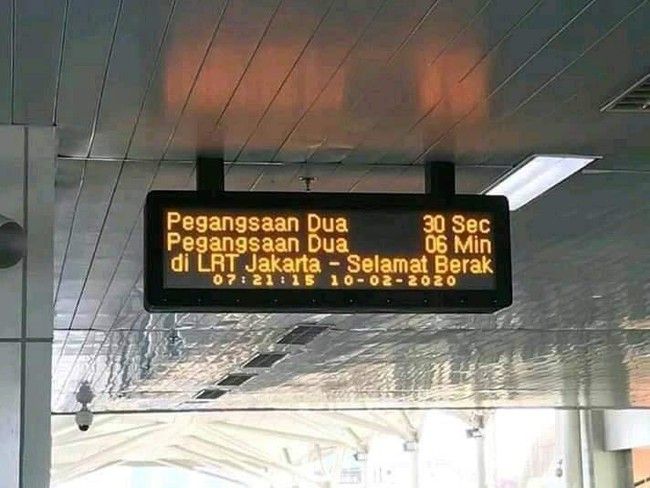 Pegangsaan Dua 30 Sec
Pegangsaan Dua 06 Min
di LRT Jakarta - Selamat Berak
07:21:15 10-02-2020